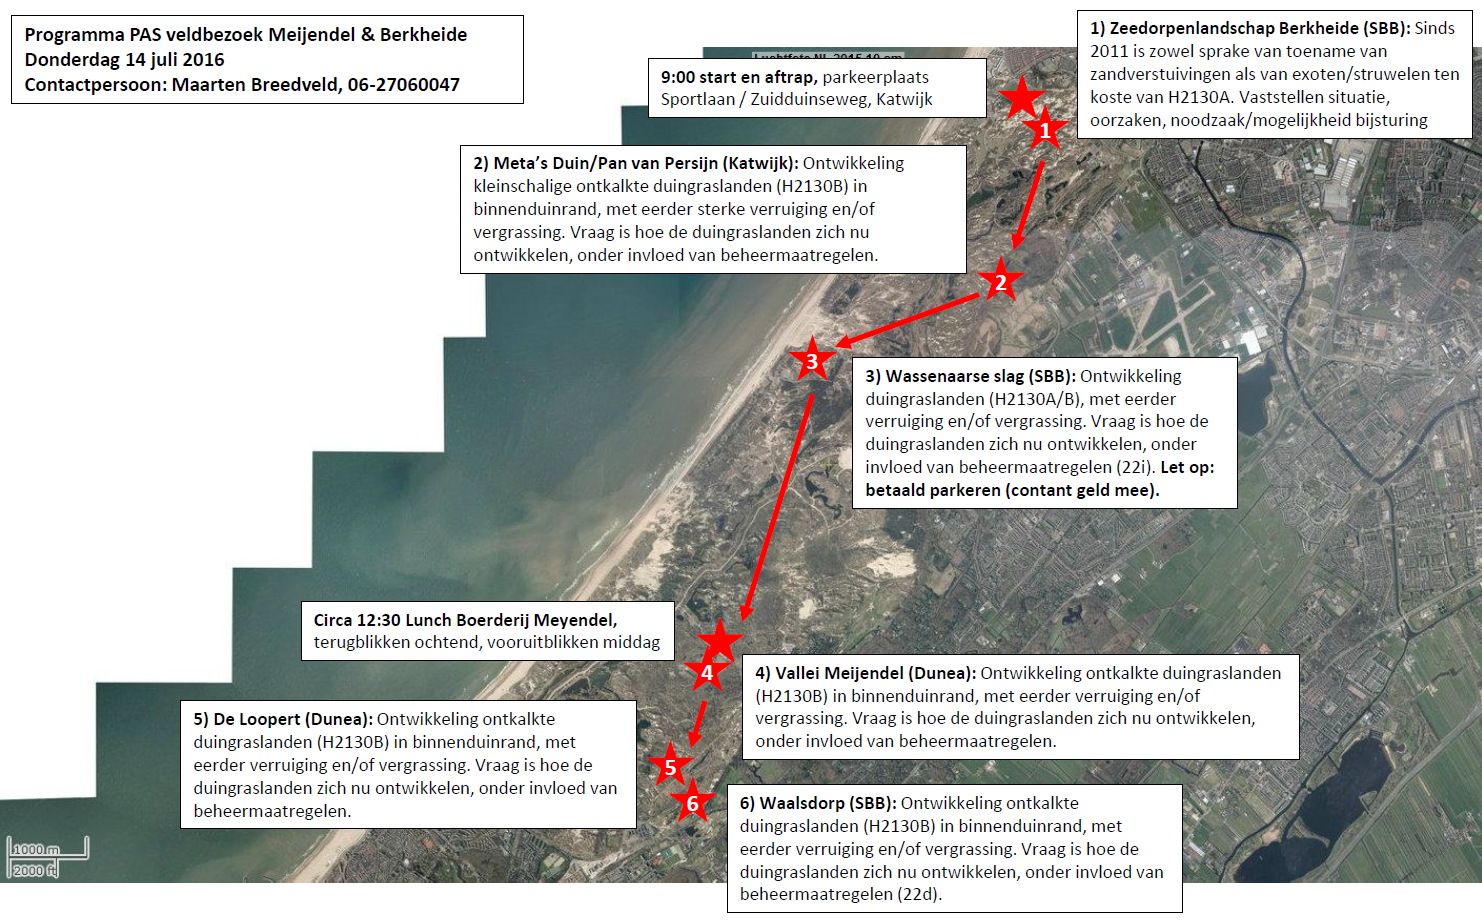 Programma PAS veldbezoek Meijendel & Berkheide
Donderdag 14 juli 2016
Contactpersoon: Maarten Breedveld, 06-27060047
1) Zeedorpenlandschap Berkheide (SBB): Sinds
2011 is zowel sprake van toename van
zandverstuivingen als van exoten/struwelen ten
koste van H2130A. Vaststellen situatie,
oorzaken, noodzaak/mogelijkheid bijsturing
9:00 start en aftrap, parkeerplaats
Sportlaan / Zuidduinseweg, Katwijk
1
2) Meta's Duin/Pan van Persijn (Katwijk): Ontwikkeling
kleinschalige ontkalkte duingraslanden (H2130B) in
binnenduinrand, met eerder sterke verruiging en/of
vergrassing. Vraag is hoe de duingraslanden zich nu
ontwikkelen, onder invloed van beheermaatregelen.
2
3
3) Wassenaarse slag (SBB): Ontwikkeling
duingraslanden (H2130A/B), met eerder
verruiging en/of vergrassing. Vraag is hoe de
duingraslanden zich nu ontwikkelen, onder
invloed van beheermaatregelen (22i). Let op:
betaald parkeren (contant geld mee).
Circa 12:30 Lunch Boerderij Meyendel,
terugblikken ochtend, vooruitblikken middag
4
4) Vallei Meijendel (Dunea): Ontwikkeling ontkalkte duingraslanden
(H2130B) in binnenduinrand, met eerder verruiging en/of
vergrassing. Vraag is hoe de duingraslanden zich nu ontwikkelen,
onder invloed van beheermaatregelen.
5) De Loopert (Dunea): Ontwikkeling ontkalkte
duingraslanden (H2130B) in binnenduinrand, met
eerder verruiging en/of vergrassing. Vraag is hoe de
duingraslanden zich nu ontwikkelen, onder invloed van
beheermaatregelen.
5
6
6) Waalsdorp (SBB): Ontwikkeling ontkalkte
duingraslanden (H2130B) in binnenduinrand, met
eerder verruiging en/of vergrassing. Vraag is hoe de
duingraslanden zich nu ontwikkelen, onder invloed van
beheermaatregelen (22d).
1000 m
2000 ft